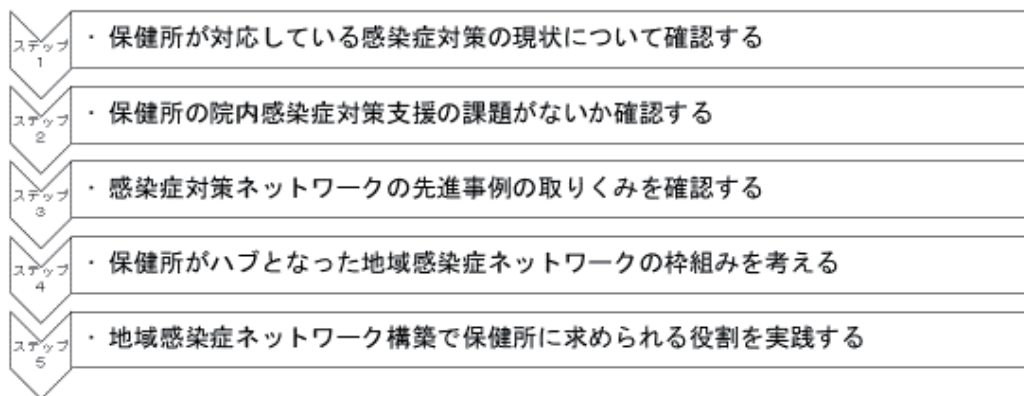 ステップ
1
・ 保健所が対応している感染症対策の現状について確認する
ステップ
2
・ 保健所の院内感染症対策支援の課題がないか確認する
ステップ
3
・ 感染症対策ネットワークの先進事例の取りくみを確認する
ステップ
4
・ 保健所がハブとなった地域感染症ネットワークの枠組みを考える
ステップ
5
・ 地域感染症ネットワーク構築で保健所に求められる役割を実践する